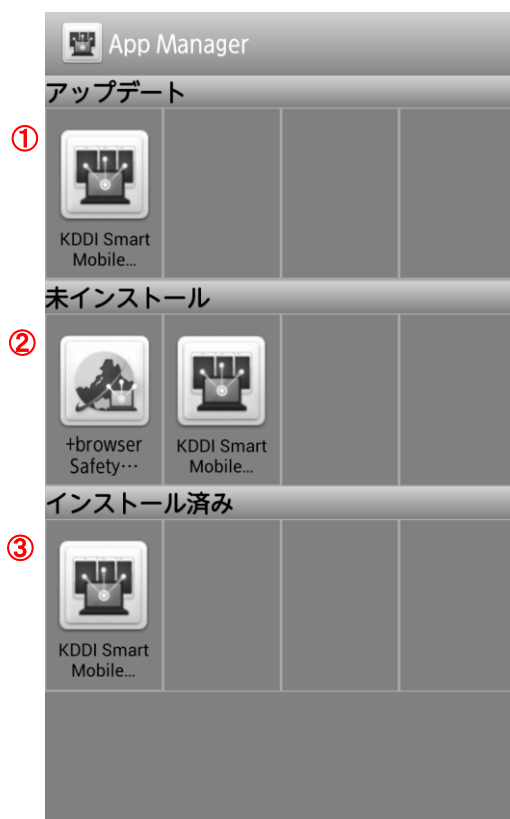 App Manager
アップデート
①
KDDI Smart
Mobile...
未インストール
②
+browser
Safety…
KDDI Smart
Mobile...
インストール済み
③
KDDI Smart
Mobile...